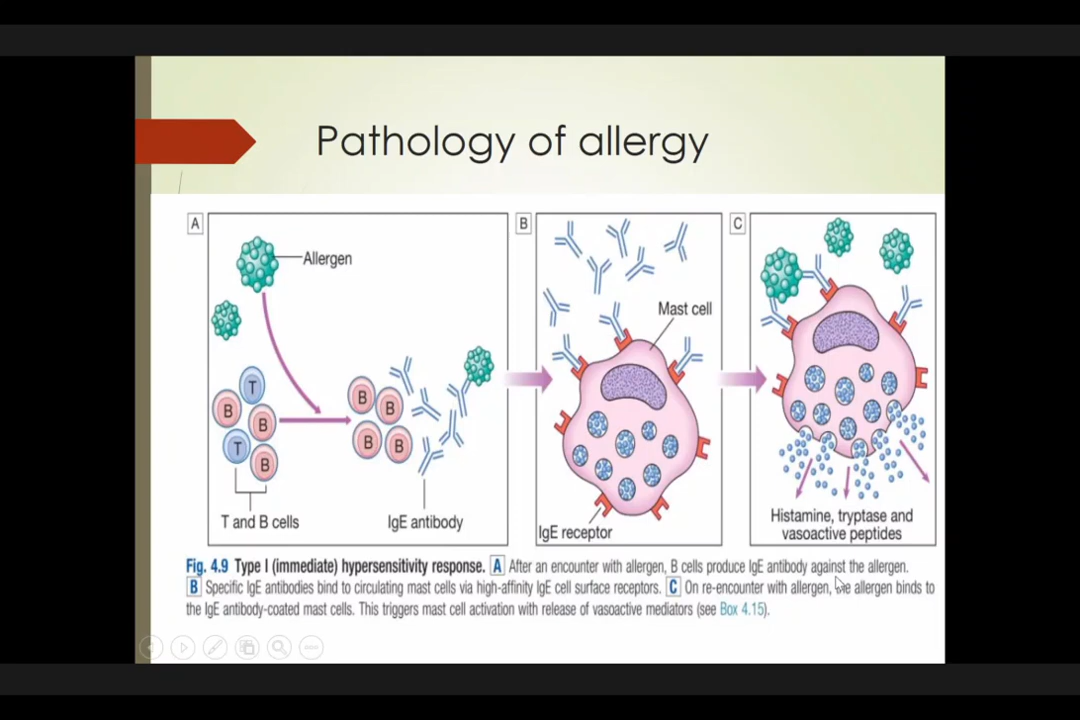 Pathology of allergy
A
Allergen
T
B
B
T
B
T and B cells
B
B
B
B
IgE antibody
B
Mast cell
IgE receptor
C
Histamine, tryptase and
vasoactive peptides
Fig. 4.9 Type I (immediate) hypersensitivity response. A After an encounter with allergen, B cells produce IgE antibody against the allergen.
B Specific IgE antibodies bind to circulating mast cells via high-affinity IgE cell surface receptors. C On re-encounter with allergen, the allergen binds to
the IgE antibody-coated mast cells. This triggers mast cell activation with release of vasoactive mediators (see Box 4.15).